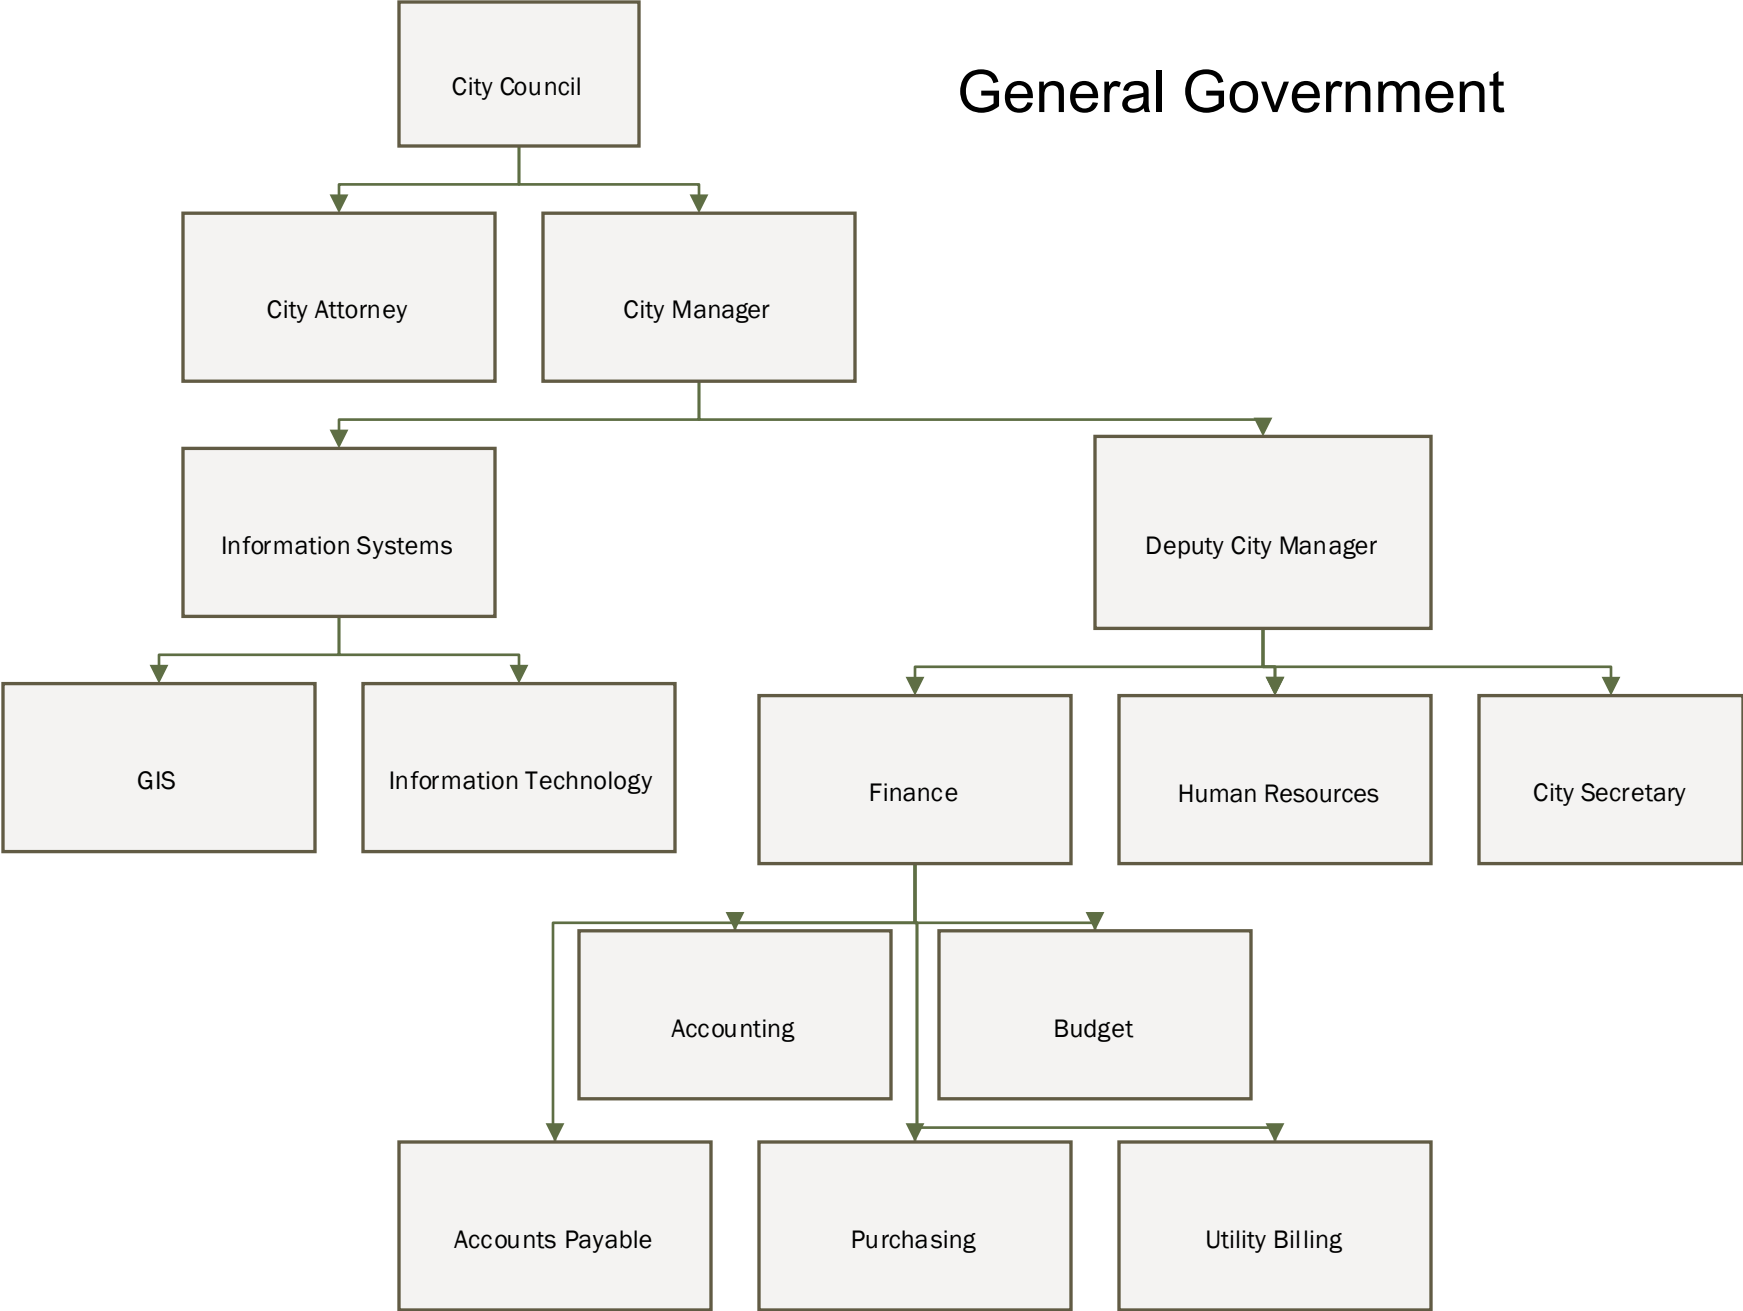 General Government
City Council
City Attorney
City Manager
Information Systems
Deputy City Manager
GIS
Information Technology
Finance
Human Resources
City Secretary
Accounting
Budget
Accounts Payable
Purchasing
Utility Billing